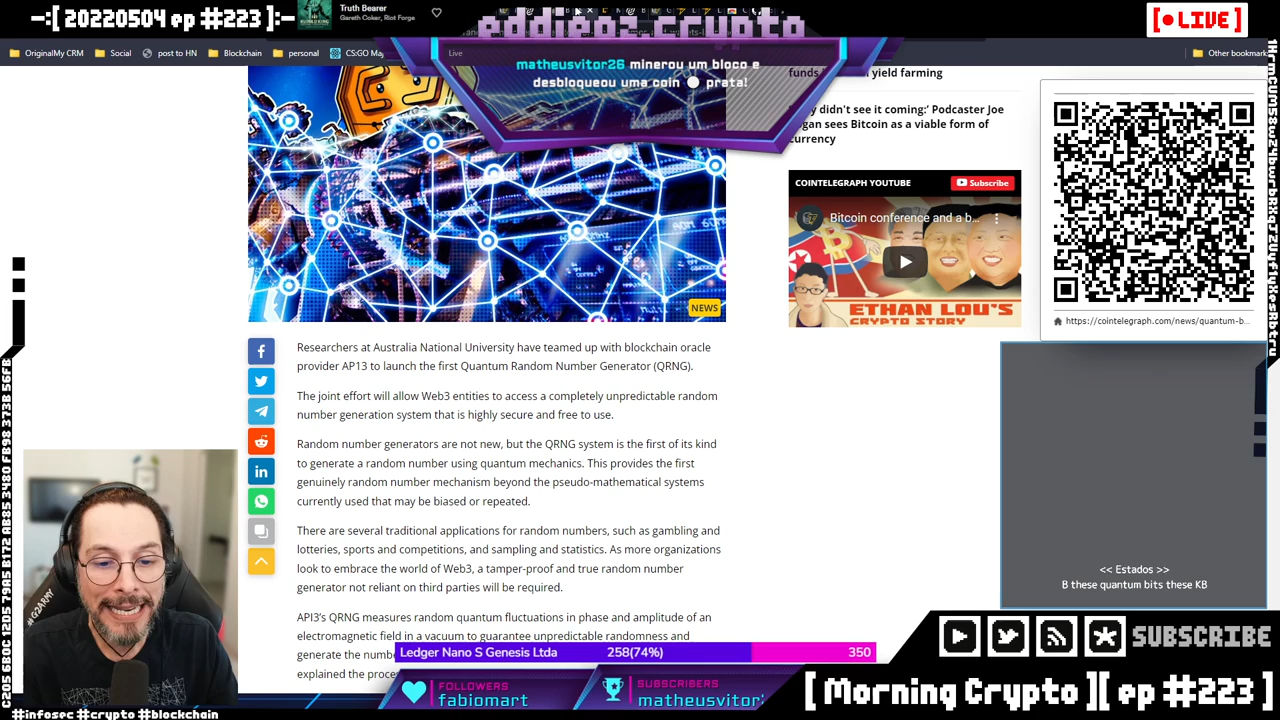 -:[ 20220504 ep #223 ]:-
Truth Bearer
Gareth Coker, Riot Forge
eddieoz crypto
[ LIVE ]
OriginalMy CRM
Social
post to HN
Blockchain
personal
CS:GO
Live
Other bookmark
matheusvitor26 minerou um bloco e
desbloqueou uma coin prata!
funds
yield farming
didn't see it coming:' Podcaster Joe
sees Bitcoin as a viable form of
currency
COINTELEGRAPH YOUTUBE
Subscribe
Bitcoin conference and a b...
ETHAN LOU'S
CRYPTO STORY
NEWS
https://cointelegraph.com/news/quantum-b...
Researchers at Australia National University have teamed up with blockchain oracle
provider AP13 to launch the first Quantum Random Number Generator (QRNG).
The joint effort will allow Web3 entities to access a completely unpredictable random
number generation system that is highly secure and free to use.
Random number generators are not new, but the QRNG system is the first of its kind
to generate a random number using quantum mechanics. This provides the first
genuinely random number mechanism beyond the pseudo-mathematical systems
currently used that may be biased or repeated.
There are several traditional applications for random numbers, such as gambling and
lotteries, sports and competitions, and sampling and statistics. As more organizations
look to embrace the world of Web3, a tamper-proof and true random number
generator not reliant on third parties will be required.
API3's QRNG measures random quantum fluctuations in phase and amplitude of an
electromagnetic field in a vacuum to guarantee unpredictable randomness and
generate the
explained the
<< Estados >>
B these quantum bits these KB
Ledger Nano S Genesis Ltda
258(74%)
350
FOLLOWERS
fabiomart
SUBSCRIBERS
matheusvitor
SUBSCRIBE
[ Morning Crypto ][ ep #223 ]
#infosec #crypto #blockchain